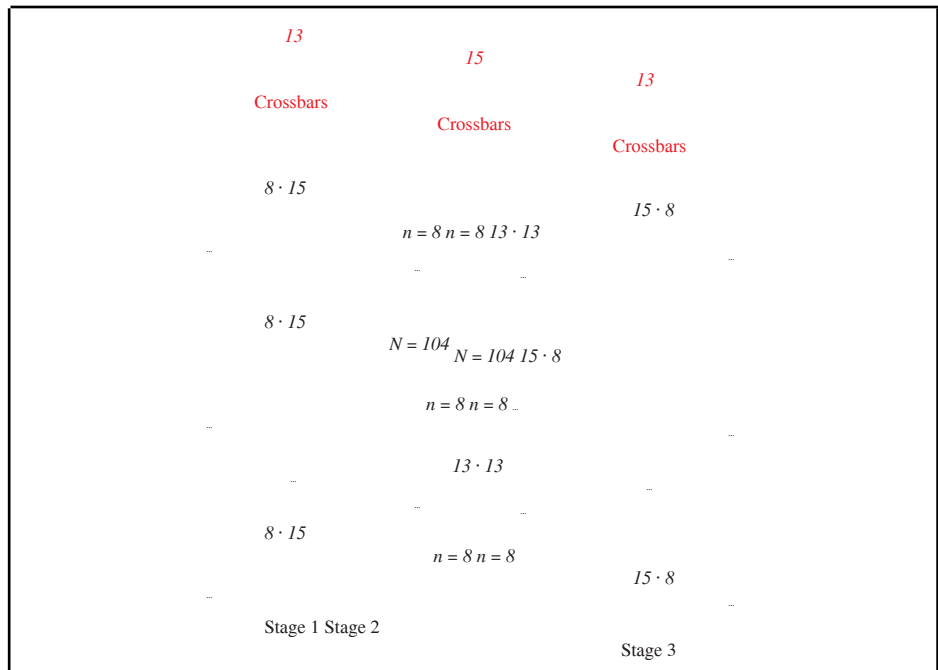 13
15
13
Crossbars
Crossbars
Crossbars
8 · 15
15 · 8
n = 8 n = 8 13 · 13
...
...
...
...
8 · 15
N = 104
N = 104 15 · 8
n = 8 n = 8 ...
...
...
13 · 13
...
...
...
...
8 · 15
n = 8 n = 8
15 · 8
...
...
Stage 1 Stage 2
Stage 3